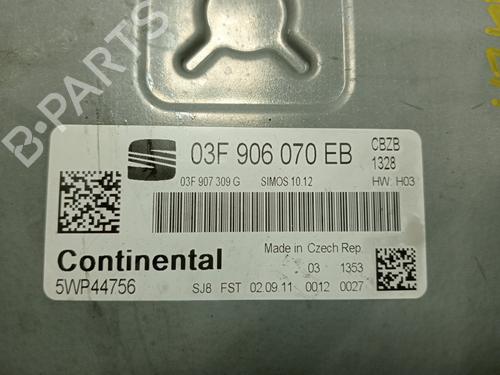 B-PARTS
03F 906 070 EB
CBZB
1328
03F 907 309 G SIMOS 10.12 HW: H03
Continental
Made in Czech Rep.
03 1353
5WP44756 SJ8 FST 02.09.11 0012 0027